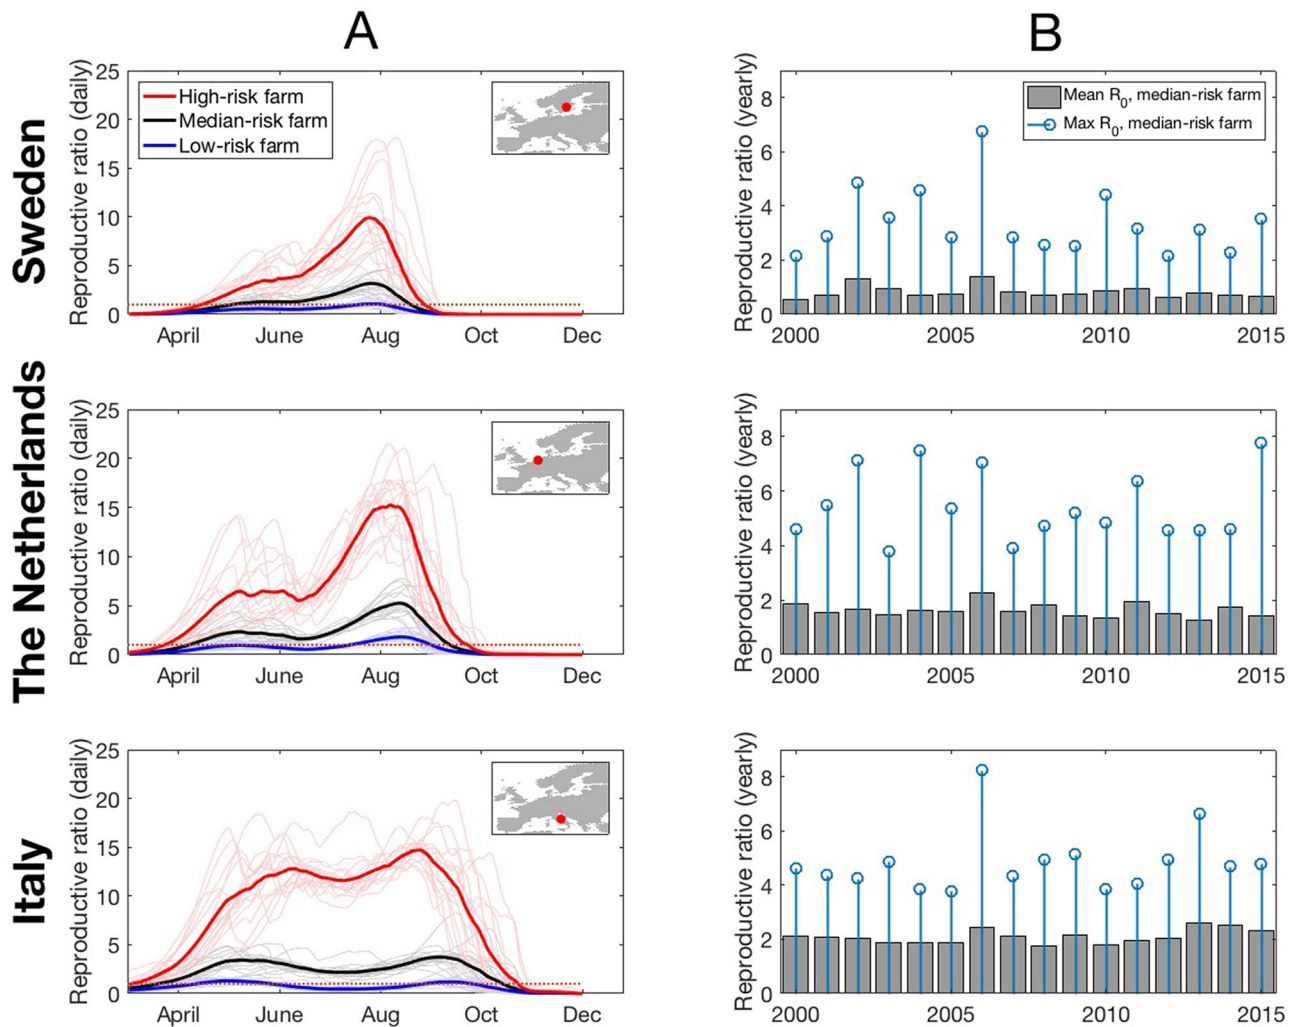 A
B
Sweden
Reproductive ratio (daily)
25
20
15
10
5
0
High-risk farm
Median-risk farm
Low-risk farm
April
June
Aug
Oct
Dec
Reproductive ratio (yearly)
8
6
4
2
0
Mean R0, median-risk farm
Max R0, median-risk farm
2000
2005
2010
2015
The Netherlands
Reproductive ratio (daily)
25
20
15
10
5
0
April
June
Aug
Oct
Dec
Reproductive ratio (yearly)
8
6
4
2
0
2000
2005
2010
2015
Italy
Reproductive ratio (daily)
25
20
15
10
5
0
April
June
Aug
Oct
Dec
Reproductive ratio (yearly)
8
6
4
2
0
2000
2005
2010
2015